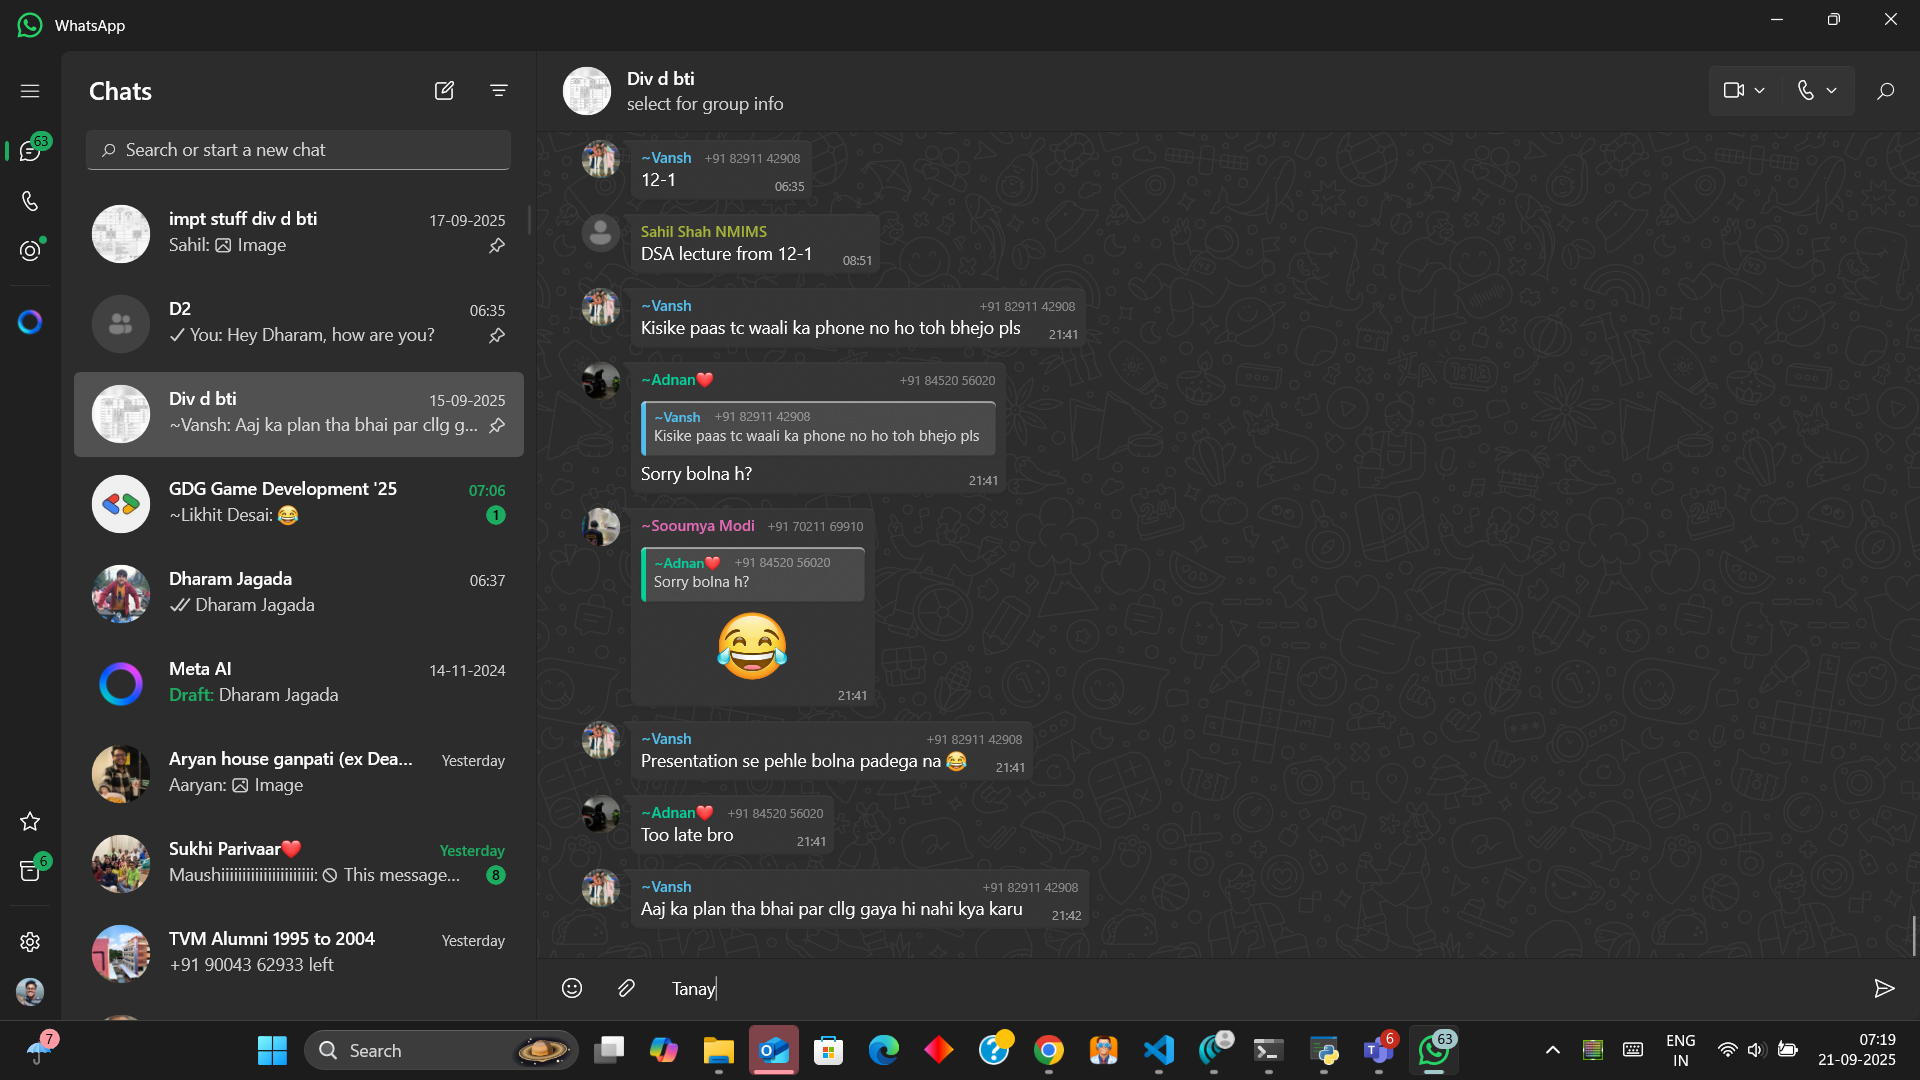 WhatsApp
63
Chats
Search or start a new chat
impt stuff div d bti
17-09-2025
Sahil: Image
D2
06:35
You: Hey Dharam, how are you?
Div d bti
15-09-2025
~Vansh: Aaj ka plan tha bhai par cllg g...
GDG Game Development '25
07:06
~Likhit Desai: 😂
1
Dharam Jagada
06:37
Dharam Jagada
Meta AI
14-11-2024
Draft: Dharam Jagada
Aryan house ganpati (ex Dea...
Yesterday
Aaryan: Image
Sukhi Parivaar❤️
Yesterday
Maushiiiiiiiiiiiiiiiiiiiiii: This message...
8
6
TVM Alumni 1995 to 2004
Yesterday
+91 90043 62933 left
Div d bti
select for group info
~Vansh +91 82911 42908
12-1
06:35
Sahil Shah NMIMS
DSA lecture from 12-1
08:51
~Vansh +91 82911 42908
Kisike paas tc waali ka phone no ho toh bhejo pls
21:41
~Adnan❤️ +91 84520 56020
~Vansh +91 82911 42908
Kisike paas tc waali ka phone no ho toh bhejo pls
Sorry bolna h?
21:41
~Sooumya Modi +91 70211 69910
~Adnan❤️ +91 84520 56020
Sorry bolna h?
😂
21:41
~Vansh +91 82911 42908
Presentation se pehle bolna padega na 😂
21:41
~Adnan❤️ +91 84520 56020
Too late bro
21:41
~Vansh +91 82911 42908
Aaj ka plan tha bhai par cllg gaya hi nahi kya karu
21:42
Tanay
7
Search
6
63
ENG
IN
07:19
21-09-2025